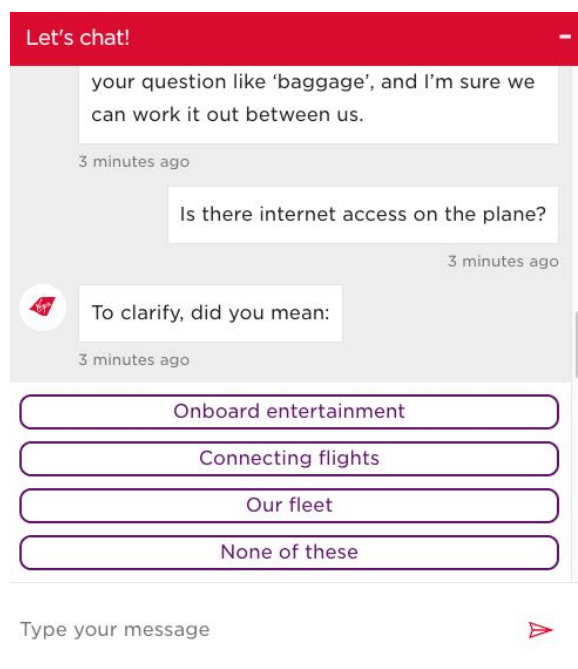 Let's chat!
your question like ‘baggage’, and I’m sure we
can work it out between us.
3 minutes ago
Is there internet access on the plane?
3 minutes ago
To clarify, did you mean:
3 minutes ago
Onboard entertainment
Connecting flights
Our fleet
None of these
Type your message